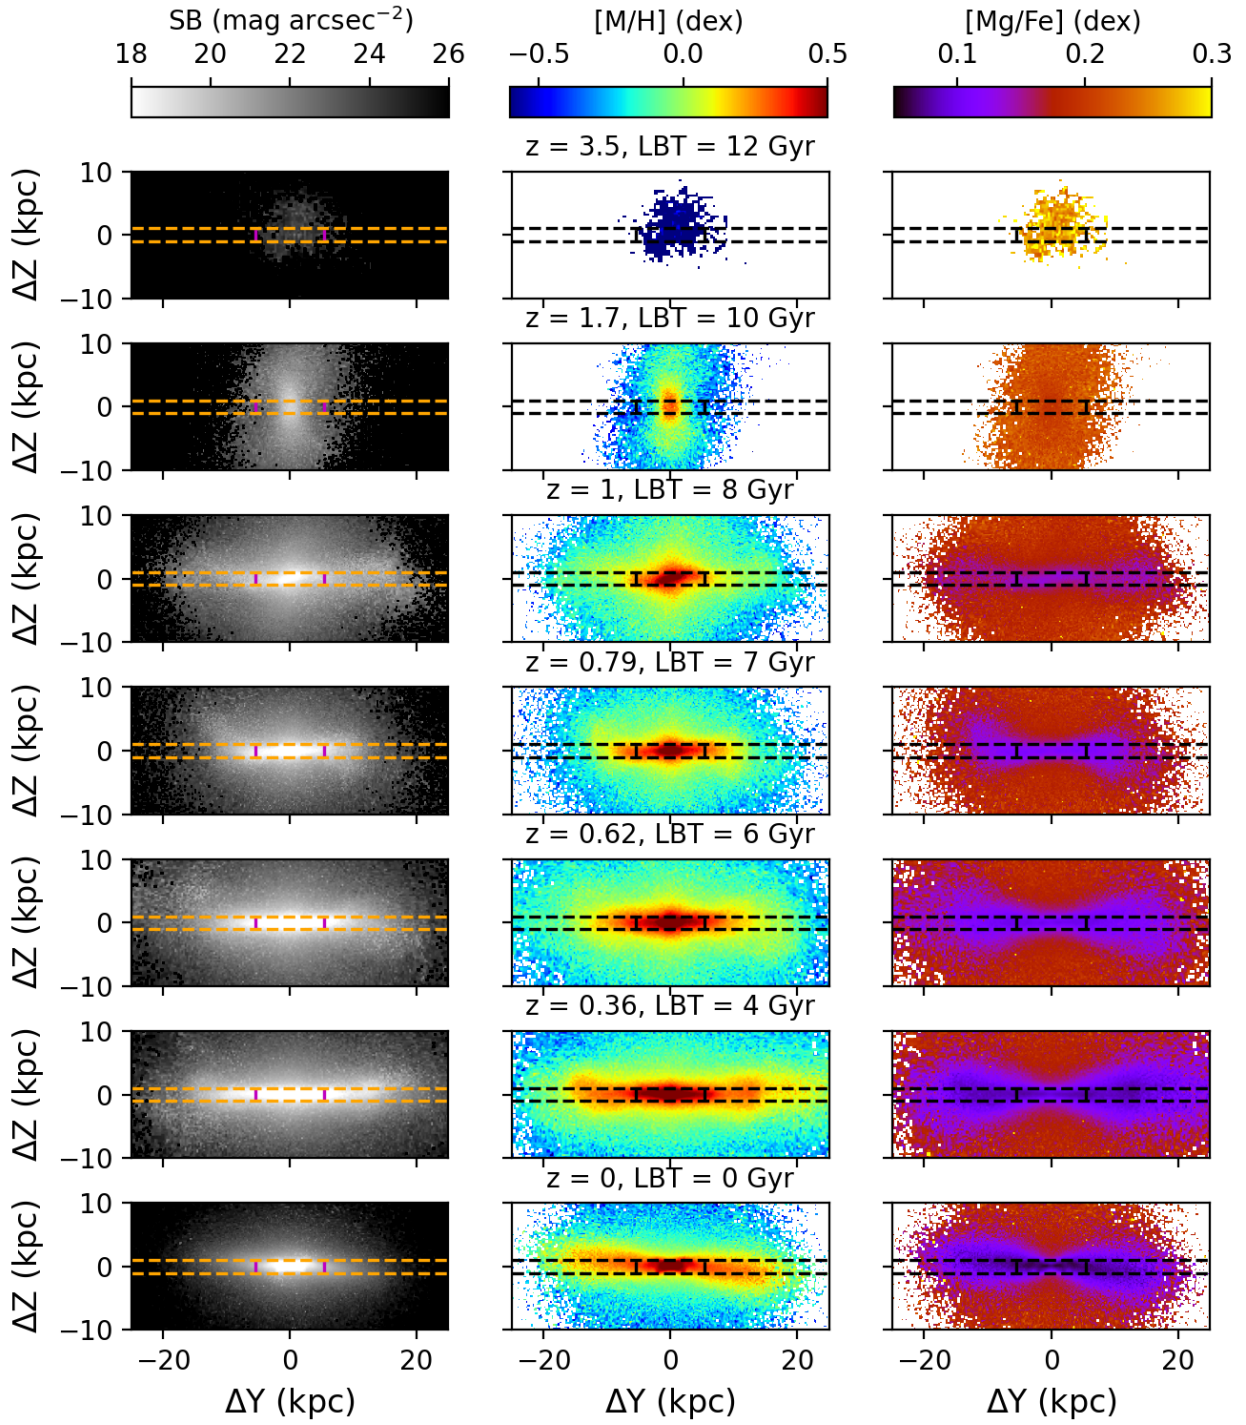 SB (mag arcsec⁻²) [M/H] (dex) [Mg/Fe] (dex)
18 20 22 24 26 −0.5 0.0 0.5 0.1 0.2 0.3
z = 3.5, LBT = 12 Gyr
10
ΔZ (kpc) 0
−10
z = 1.7, LBT = 10 Gyr
10
ΔZ (kpc) 0
−10
z = 1, LBT = 8 Gyr
10
ΔZ (kpc) 0
−10
z = 0.79, LBT = 7 Gyr
10
ΔZ (kpc) 0
−10
z = 0.62, LBT = 6 Gyr
10
ΔZ (kpc) 0
−10
z = 0.36, LBT = 4 Gyr
10
ΔZ (kpc) 0
−10
z = 0, LBT = 0 Gyr
10
ΔZ (kpc) 0
−10
−20 0 20 −20 0 20 −20 0 20
ΔY (kpc) ΔY (kpc) ΔY (kpc)